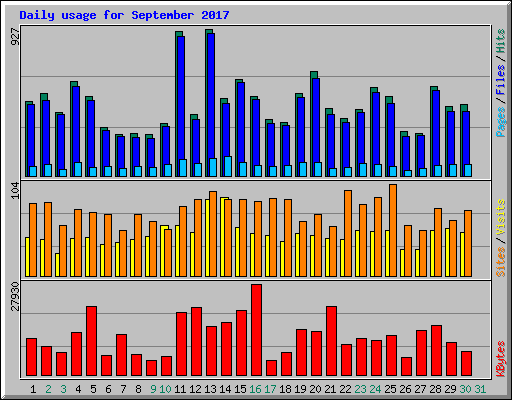 Daily usage for September 2017
927
Pages / Files / Hits
104
Sites / Visits
27930
KBytes
1 2 3 4 5 6 7 8 9 10 11 12 13 14 15 16 17 18 19 20 21 22 23 24 25 26 27 28 29 30 31